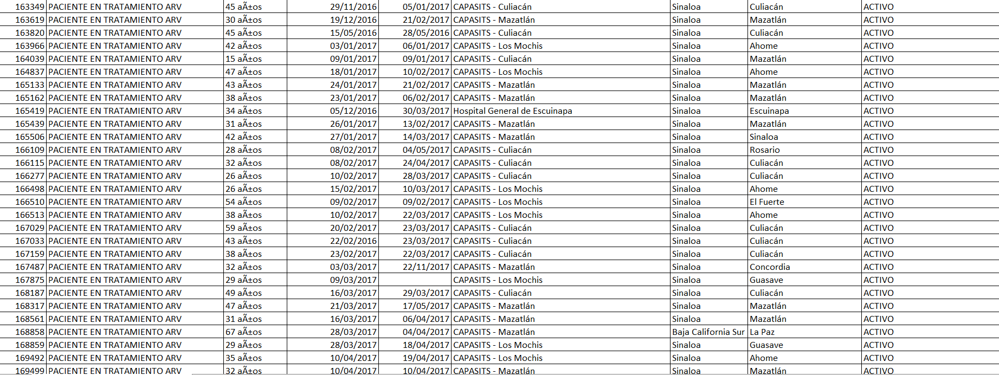 163349 PACIENTE EN TRATAMIENTO ARV 45 aÃ±os 29/11/2016 05/01/2017 CAPASITS - Culiacán Sinaloa Culiacán ACTIVO
163619 PACIENTE EN TRATAMIENTO ARV 30 aÃ±os 19/12/2016 21/02/2017 CAPASITS - Mazatlán Sinaloa Mazatlán ACTIVO
163820 PACIENTE EN TRATAMIENTO ARV 45 aÃ±os 15/05/2016 28/05/2016 CAPASITS - Culiacán Sinaloa Culiacán ACTIVO
163966 PACIENTE EN TRATAMIENTO ARV 42 aÃ±os 03/01/2017 06/01/2017 CAPASITS - Los Mochis Sinaloa Ahome ACTIVO
164039 PACIENTE EN TRATAMIENTO ARV 15 aÃ±os 09/01/2017 09/01/2017 CAPASITS - Culiacán Sinaloa Mazatlán ACTIVO
164837 PACIENTE EN TRATAMIENTO ARV 47 aÃ±os 18/01/2017 10/02/2017 CAPASITS - Los Mochis Sinaloa Ahome ACTIVO
165133 PACIENTE EN TRATAMIENTO ARV 43 aÃ±os 24/01/2017 21/02/2017 CAPASITS - Mazatlán Sinaloa Mazatlán ACTIVO
165162 PACIENTE EN TRATAMIENTO ARV 38 aÃ±os 23/01/2017 06/02/2017 CAPASITS - Mazatlán Sinaloa Mazatlán ACTIVO
165419 PACIENTE EN TRATAMIENTO ARV 34 aÃ±os 05/12/2016 30/03/2017 Hospital General de Escuinapa Sinaloa Escuinapa ACTIVO
165439 PACIENTE EN TRATAMIENTO ARV 31 aÃ±os 26/01/2017 13/02/2017 CAPASITS - Mazatlán Sinaloa Mazatlán ACTIVO
165506 PACIENTE EN TRATAMIENTO ARV 42 aÃ±os 27/01/2017 14/03/2017 CAPASITS - Mazatlán Sinaloa Sinaloa ACTIVO
166109 PACIENTE EN TRATAMIENTO ARV 28 aÃ±os 08/02/2017 04/05/2017 CAPASITS - Culiacán Sinaloa Rosario ACTIVO
166115 PACIENTE EN TRATAMIENTO ARV 32 aÃ±os 08/02/2017 24/04/2017 CAPASITS - Culiacán Sinaloa Culiacán ACTIVO
166277 PACIENTE EN TRATAMIENTO ARV 26 aÃ±os 10/02/2017 28/03/2017 CAPASITS - Culiacán Sinaloa Culiacán ACTIVO
166498 PACIENTE EN TRATAMIENTO ARV 26 aÃ±os 15/02/2017 10/03/2017 CAPASITS - Los Mochis Sinaloa Ahome ACTIVO
166510 PACIENTE EN TRATAMIENTO ARV 54 aÃ±os 09/02/2017 09/02/2017 CAPASITS - Los Mochis Sinaloa El Fuerte ACTIVO
166513 PACIENTE EN TRATAMIENTO ARV 38 aÃ±os 10/02/2017 22/03/2017 CAPASITS - Los Mochis Sinaloa Ahome ACTIVO
167029 PACIENTE EN TRATAMIENTO ARV 59 aÃ±os 20/02/2017 23/03/2017 CAPASITS - Culiacán Sinaloa Culiacán ACTIVO
167033 PACIENTE EN TRATAMIENTO ARV 43 aÃ±os 22/02/2016 23/03/2017 CAPASITS - Culiacán Sinaloa Culiacán ACTIVO
167159 PACIENTE EN TRATAMIENTO ARV 38 aÃ±os 23/02/2017 22/03/2017 CAPASITS - Culiacán Sinaloa Culiacán ACTIVO
167487 PACIENTE EN TRATAMIENTO ARV 32 aÃ±os 03/03/2017 22/11/2017 CAPASITS - Mazatlán Sinaloa Concordia ACTIVO
167875 PACIENTE EN TRATAMIENTO ARV 29 aÃ±os 09/03/2017 CAPASITS - Los Mochis Sinaloa Guasave ACTIVO
168187 PACIENTE EN TRATAMIENTO ARV 49 aÃ±os 16/03/2017 29/03/2017 CAPASITS - Culiacán Sinaloa Culiacán ACTIVO
168317 PACIENTE EN TRATAMIENTO ARV 47 aÃ±os 21/03/2017 17/05/2017 CAPASITS - Mazatlán Sinaloa Mazatlán ACTIVO
168561 PACIENTE EN TRATAMIENTO ARV 31 aÃ±os 16/03/2017 06/04/2017 CAPASITS - Mazatlán Sinaloa Mazatlán ACTIVO
168858 PACIENTE EN TRATAMIENTO ARV 67 aÃ±os 28/03/2017 04/04/2017 CAPASITS - Mazatlán Baja California Sur La Paz ACTIVO
168859 PACIENTE EN TRATAMIENTO ARV 29 aÃ±os 28/03/2017 18/04/2017 CAPASITS - Los Mochis Sinaloa Guasave ACTIVO
169492 PACIENTE EN TRATAMIENTO ARV 35 aÃ±os 10/04/2017 19/04/2017 CAPASITS - Los Mochis Sinaloa Ahome ACTIVO
169499 PACIENTE EN TRATAMIENTO ARV 32 aÃ±os 10/04/2017 10/04/2017 CAPASITS - Mazatlán Sinaloa Mazatlán ACTIVO